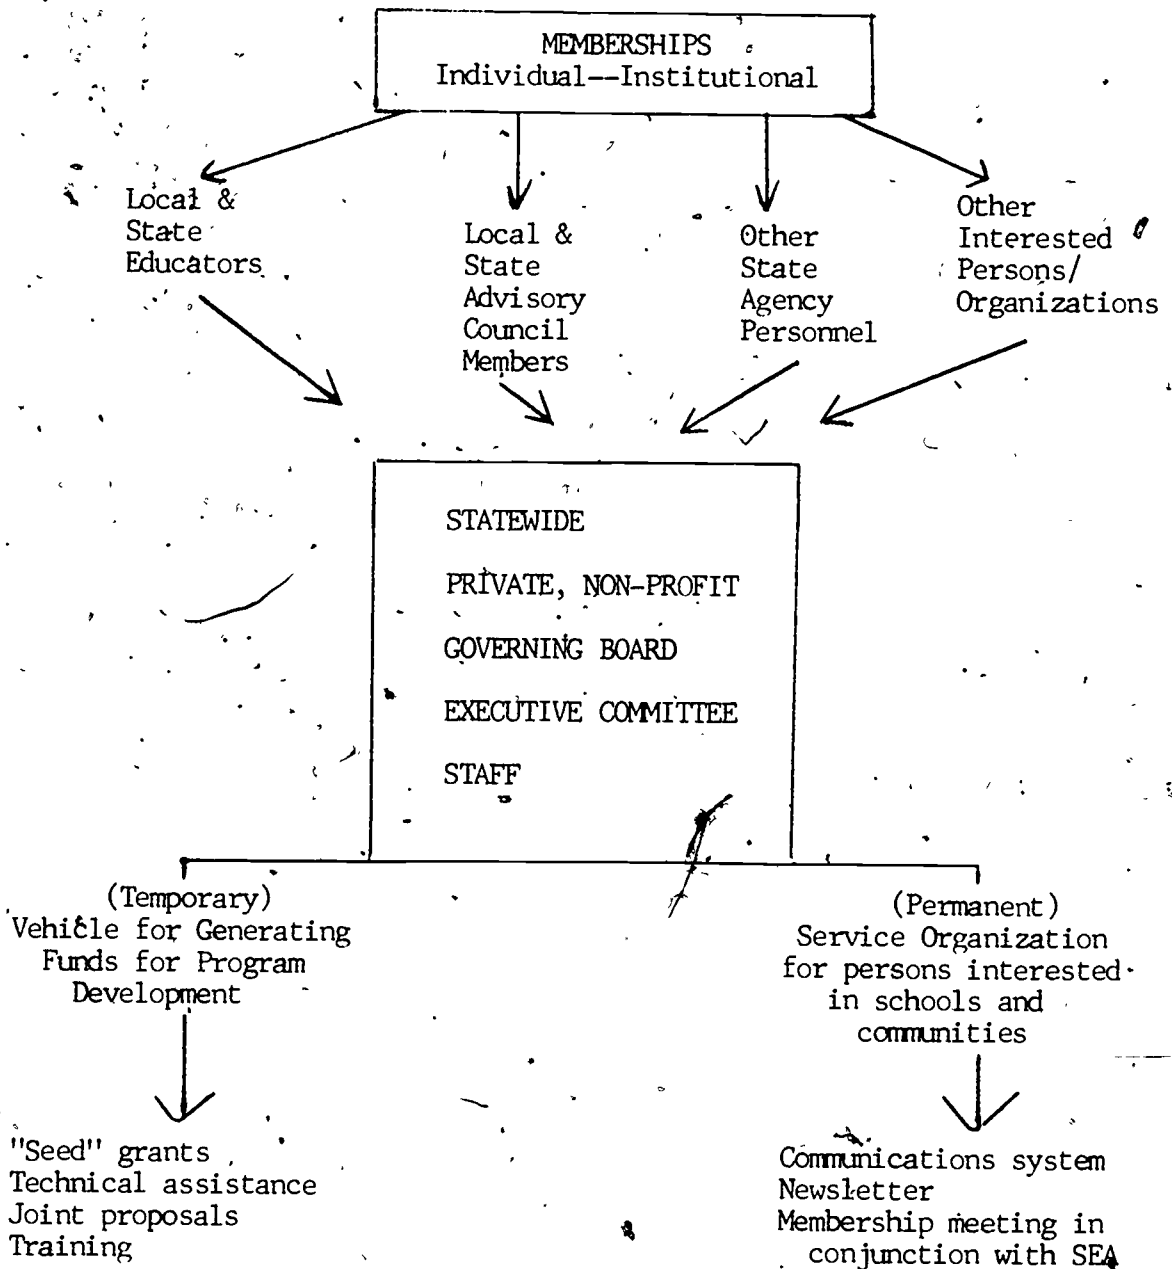 MEMBERSHIPS
Individual--Institutional
Local &
State
Educators
Local &
State
Advisory
Council
Members
Other
State
Agency
Personnel
Other
Interested
Persons/
Organizations
STATEWIDE
PRIVATE, NON-PROFIT
GOVERNING BOARD
EXECUTIVE COMMITTEE
STAFF
(Temporary)
Vehicle for Generating
Funds for Program
Development
(Permanent)
Service Organization
for persons interested
in schools and
communities
"Seed" grants
Technical assistance
Joint proposals
Training
Communications system
Newsletter
Membership meeting in
conjunction with SEA